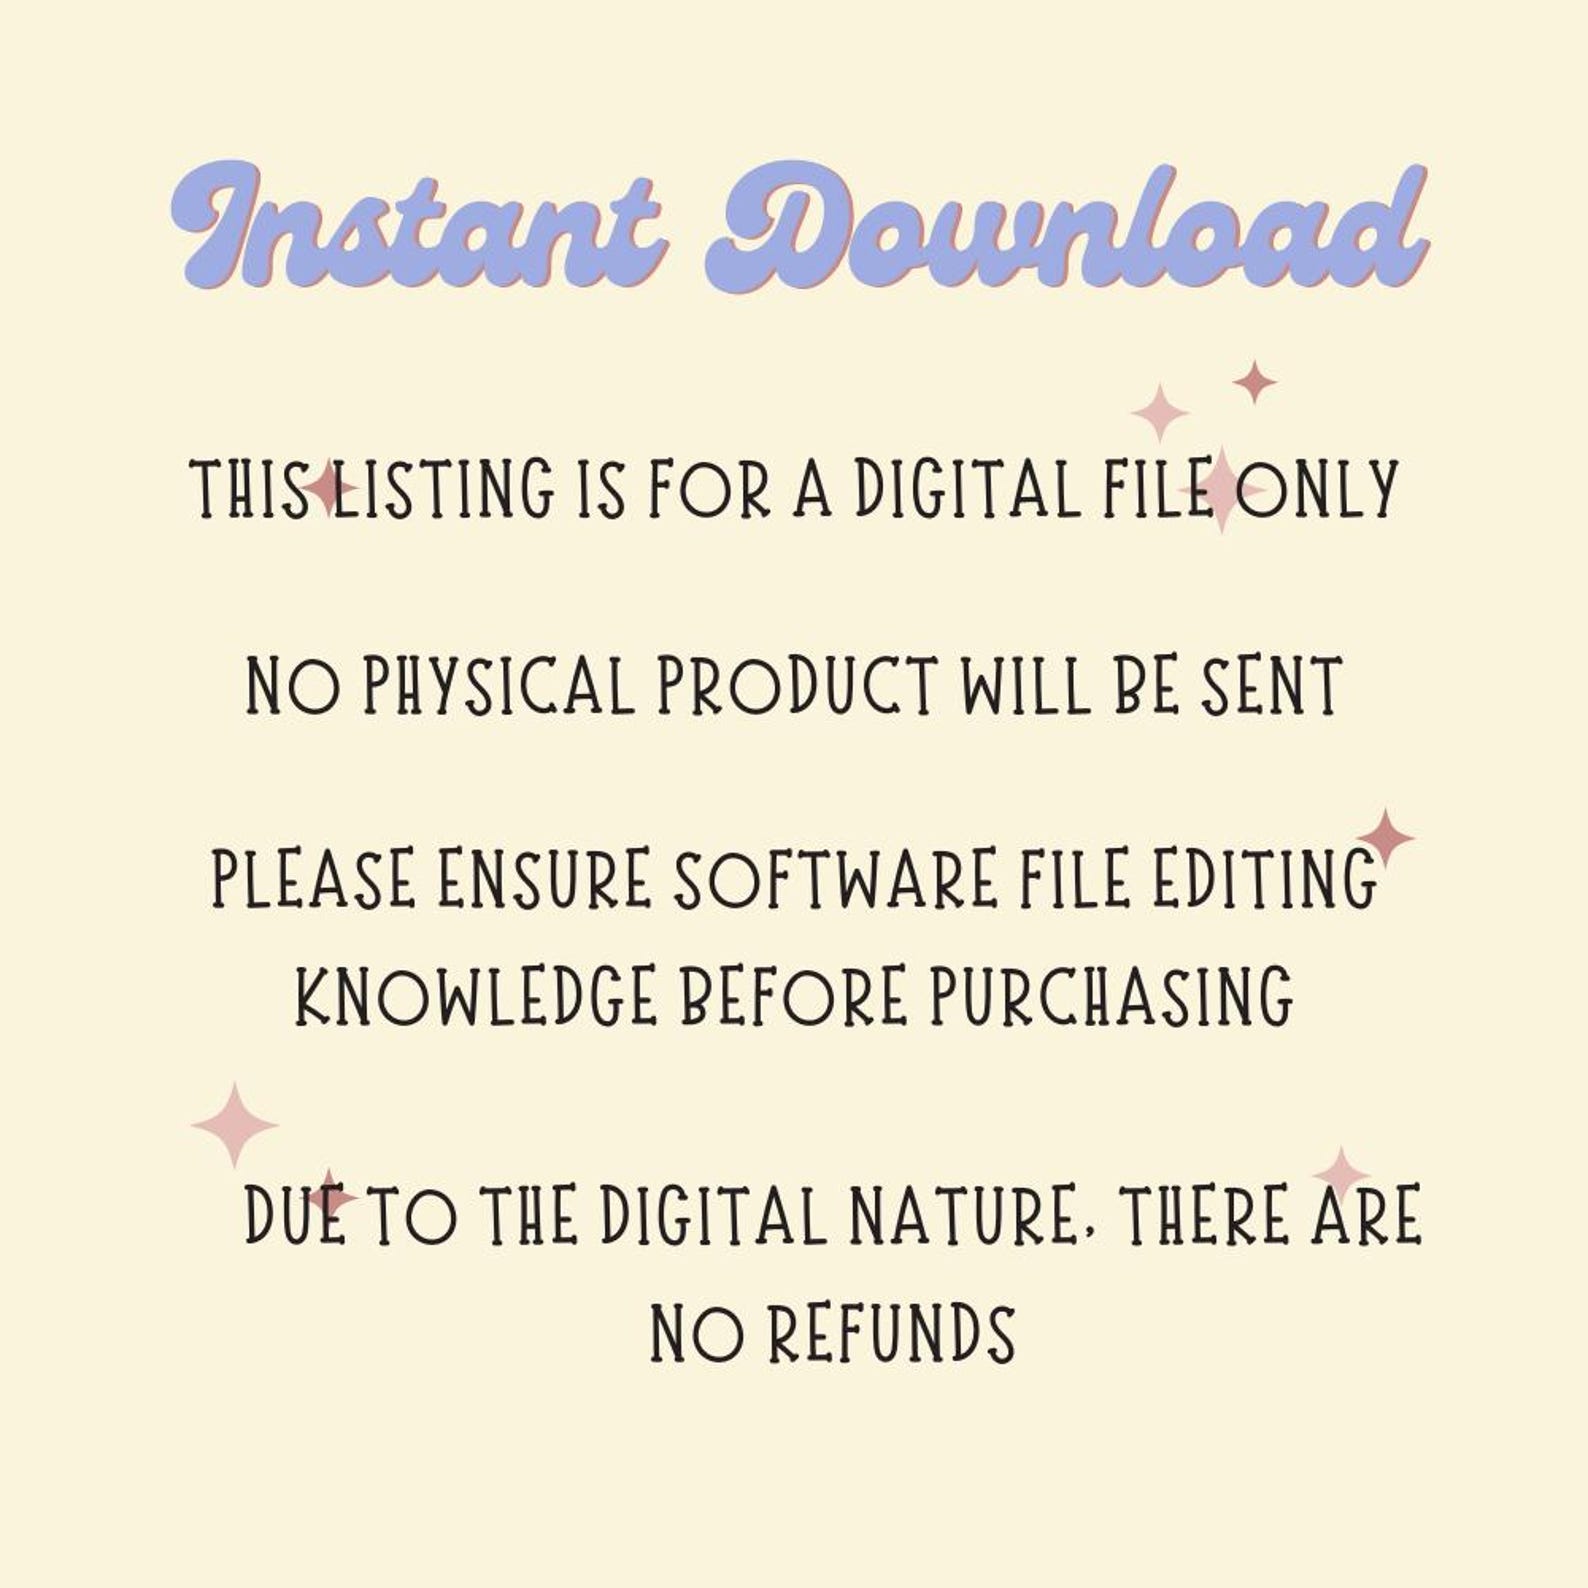 Instant Download
THIS LISTING IS FOR A DIGITAL FILE ONLY
NO PHYSICAL PRODUCT WILL BE SENT
PLEASE ENSURE SOFTWARE FILE EDITING
KNOWLEDGE BEFORE PURCHASING
DUE TO THE DIGITAL NATURE, THERE ARE
NO REFUNDS